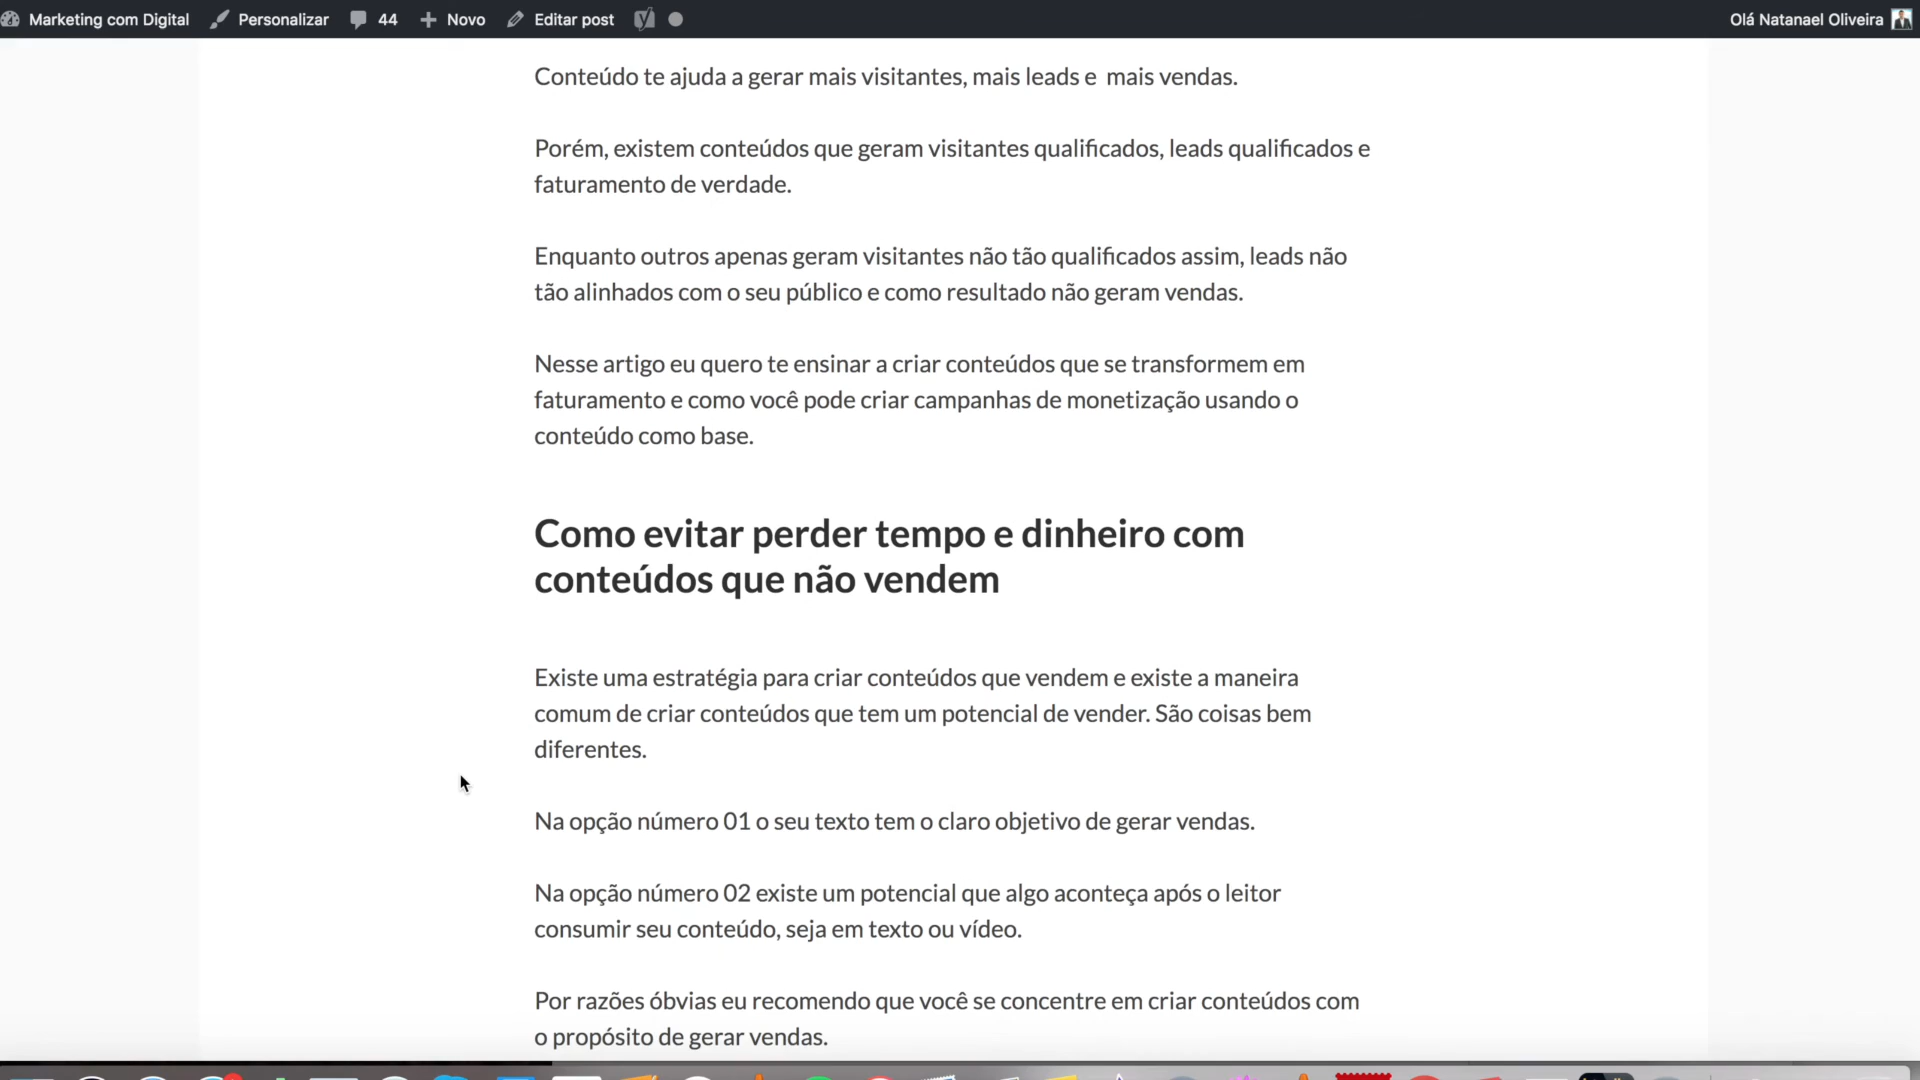 Marketing com Digital Personalizar 44 Novo Editar post Olá Natanael Oliveira
Conteúdo te ajuda a gerar mais visitantes, mais leads e  mais vendas.
Porém, existem conteúdos que geram visitantes qualificados, leads qualificados e
faturamento de verdade.
Enquanto outros apenas geram visitantes não tão qualificados assim, leads não
tão alinhados com o seu público e como resultado não geram vendas.
Nesse artigo eu quero te ensinar a criar conteúdos que se transformem em
faturamento e como você pode criar campanhas de monetização usando o
conteúdo como base.
Como evitar perder tempo e dinheiro com
conteúdos que não vendem
Existe uma estratégia para criar conteúdos que vendem e existe a maneira
comum de criar conteúdos que tem um potencial de vender. São coisas bem
diferentes.
Na opção número 01 o seu texto tem o claro objetivo de gerar vendas.
Na opção número 02 existe um potencial que algo aconteça após o leitor
consumir seu conteúdo, seja em texto ou vídeo.
Por razões óbvias eu recomendo que você se concentre em criar conteúdos com
o propósito de gerar vendas.